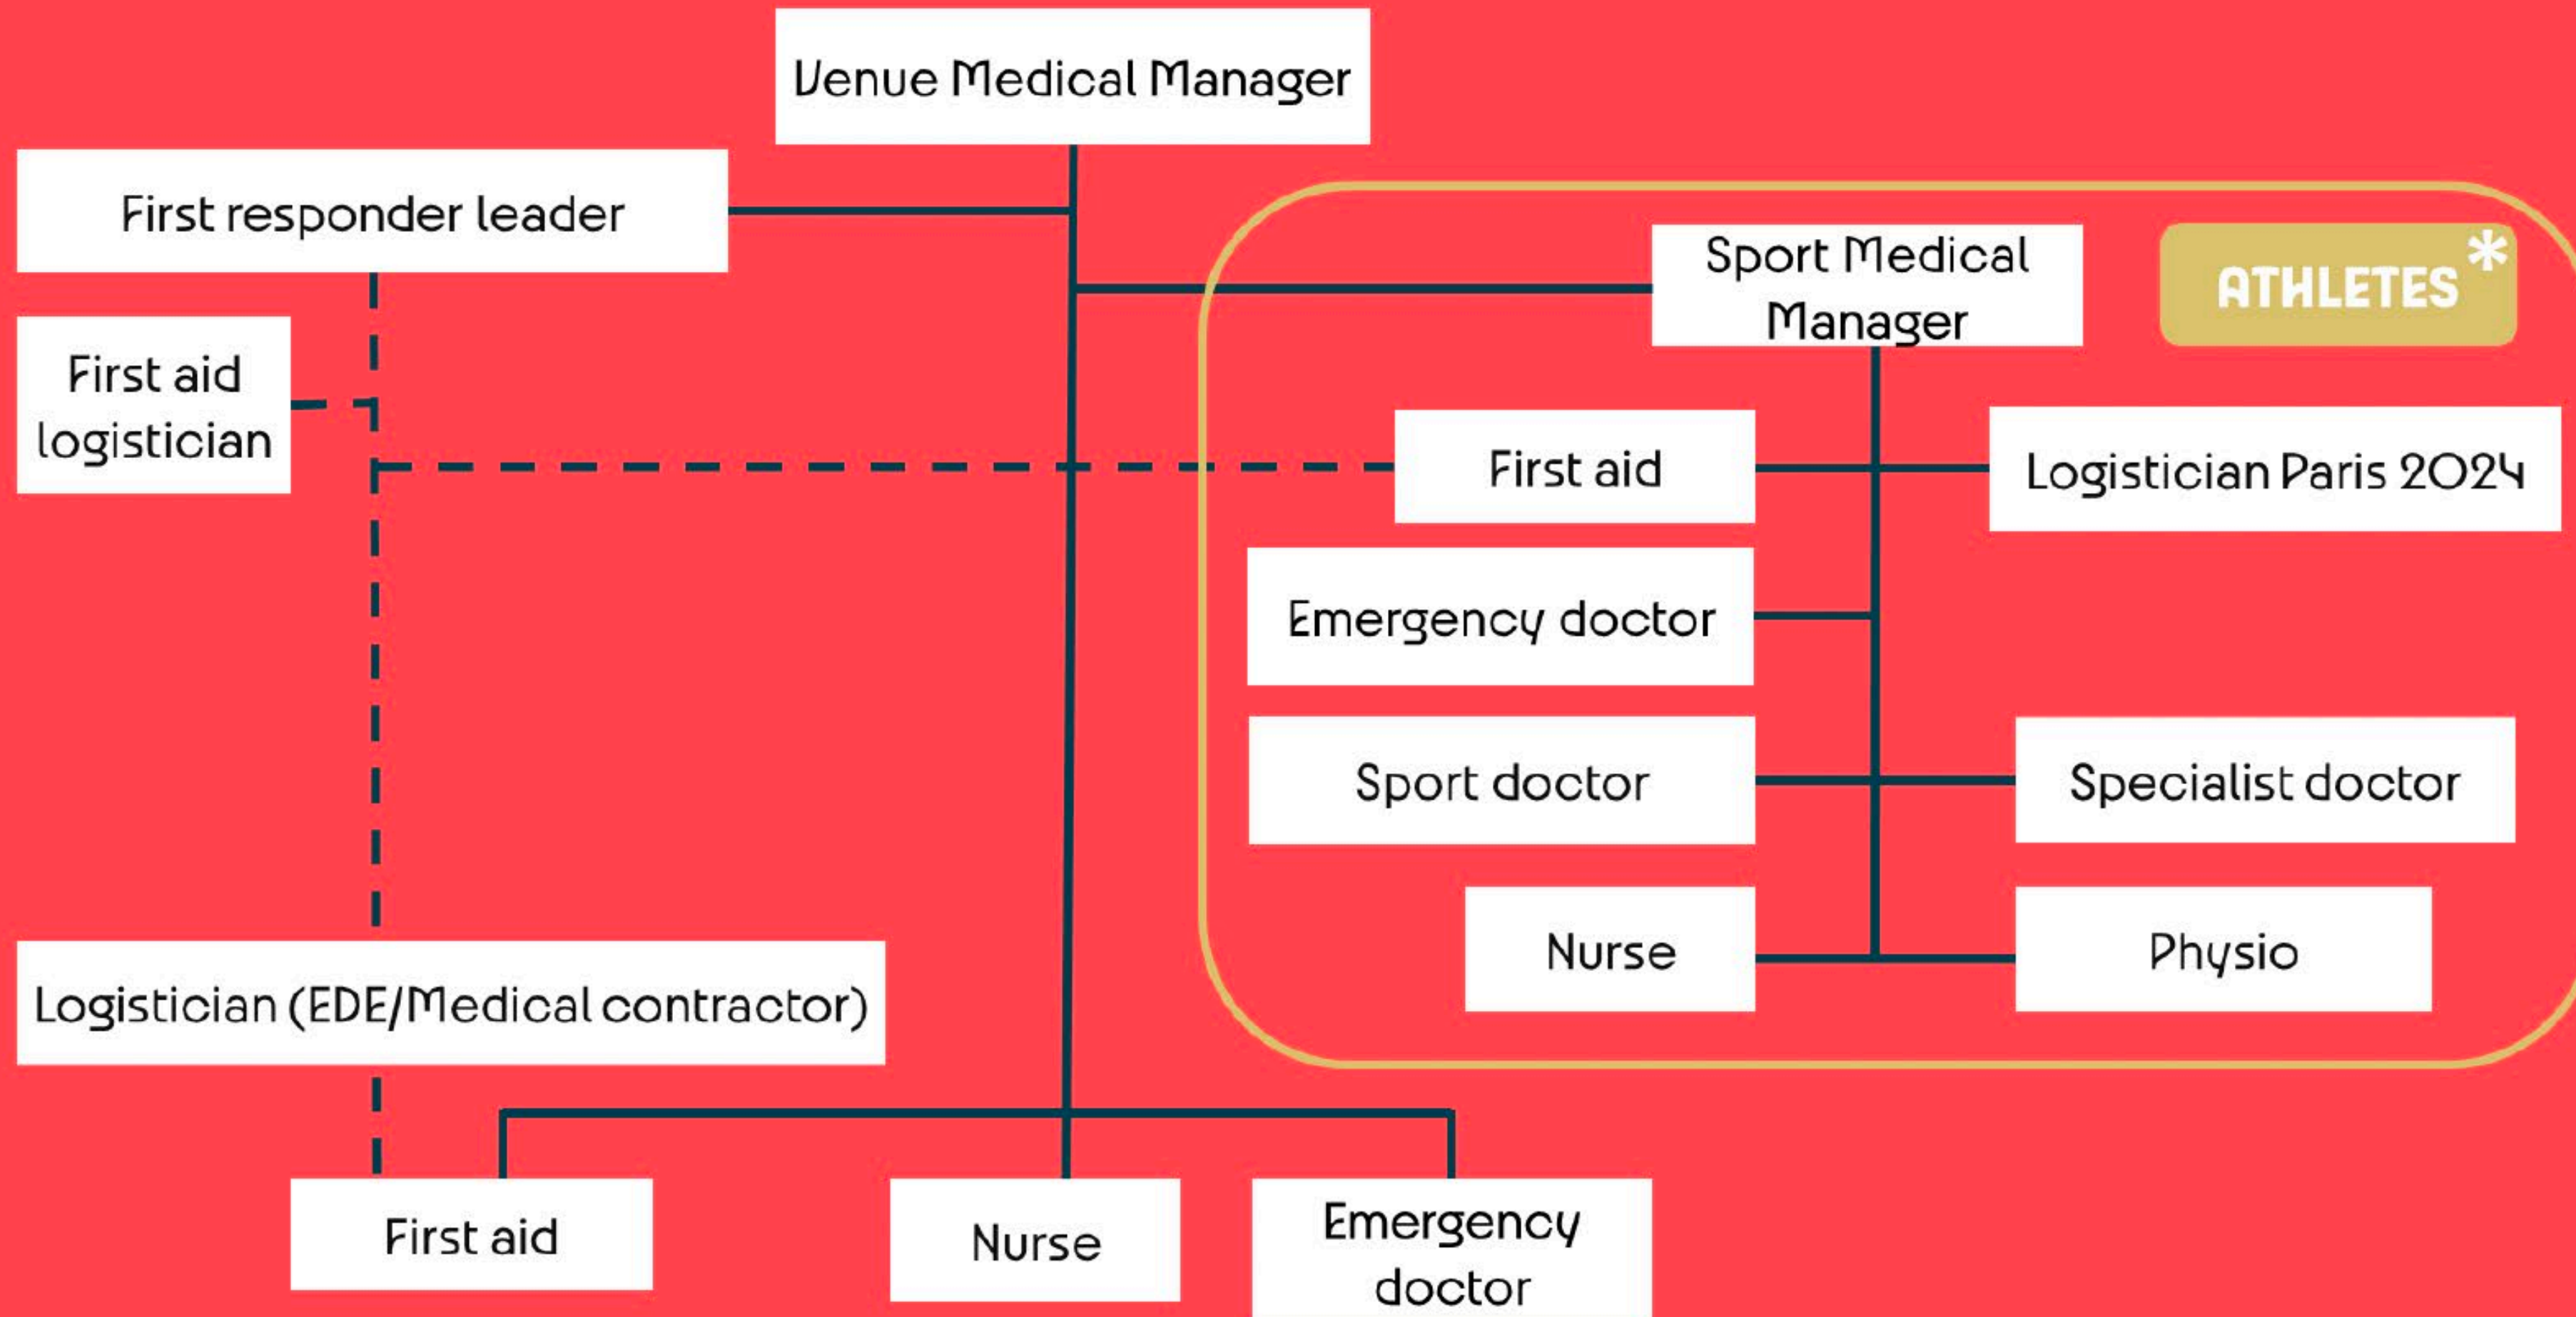 Venue Medical Manager
First responder leader
Sport Medical
Manager
ATHLETES*
First aid
logistician
First aid
Logistician Paris 2024
Emergency doctor
Sport doctor
Specialist doctor
Nurse
Physio
Logistician (EDE/Medical contractor)
First aid
Nurse
Emergency
doctor